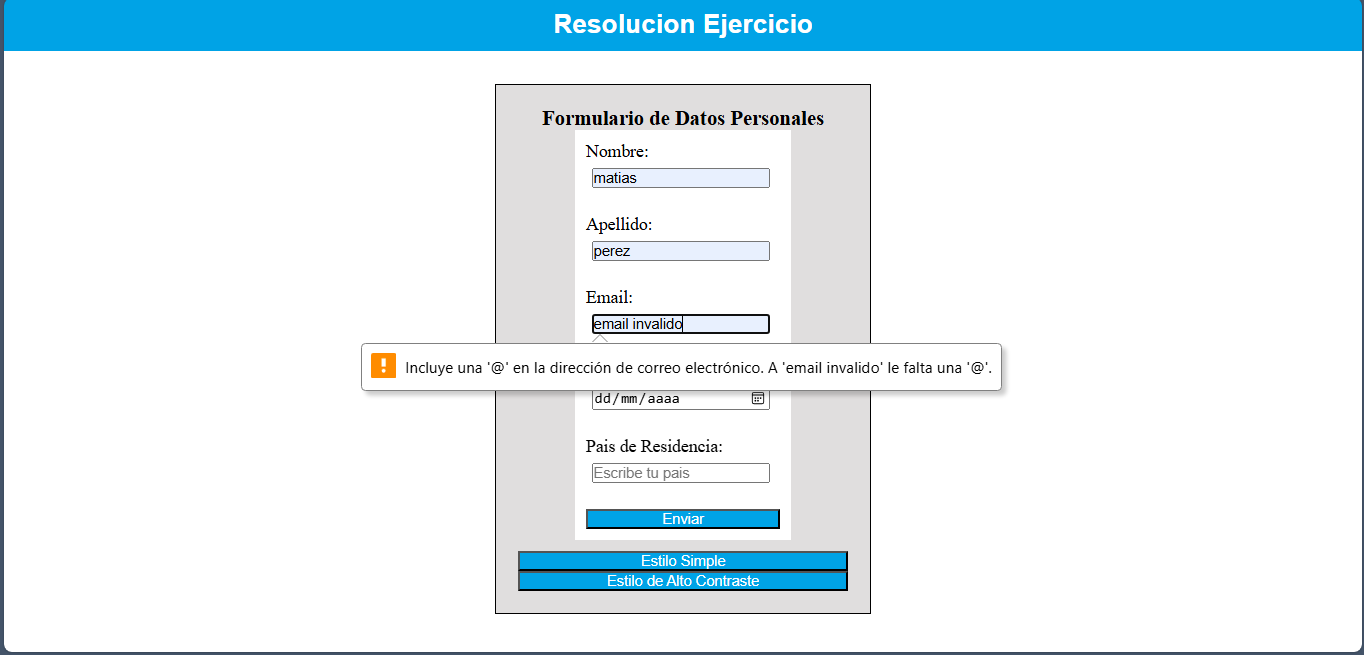 Resolucion Ejercicio
Formulario de Datos Personales
Nombre:
matias
Apellido:
perez
Email:
email invalido
Incluye una '@' en la dirección de correo electrónico. A 'email invalido' le falta una '@'.
dd/mm/aaaa
Pais de Residencia:
Escribe tu pais
Enviar
Estilo Simple
Estilo de Alto Contraste